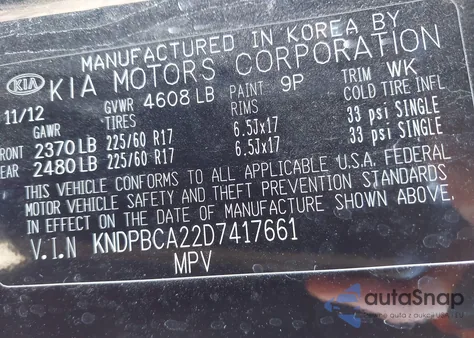 MANUFACTURED IN KOREA BY
KIA KIA MOTORS CORPORATION
11/12 GVWR 4608 LB PAINT 9P TRIM WK
GAWR TIRES RIMS COLD TIRE INFL
FRONT 2370 LB 225/60 R17 6.5Jx17 33 psi SINGLE
REAR 2480 LB 225/60 R17 6.5Jx17 33 psi SINGLE
THIS VEHICLE CONFORMS TO ALL APPLICABLE U.S.A. FEDERAL
MOTOR VEHICLE SAFETY AND THEFT PREVENTION STANDARDS
IN EFFECT ON THE DATE OF MANUFACTURE SHOWN ABOVE.
V.I.N KNDPBCA22D7417661
MPV
autaSnap